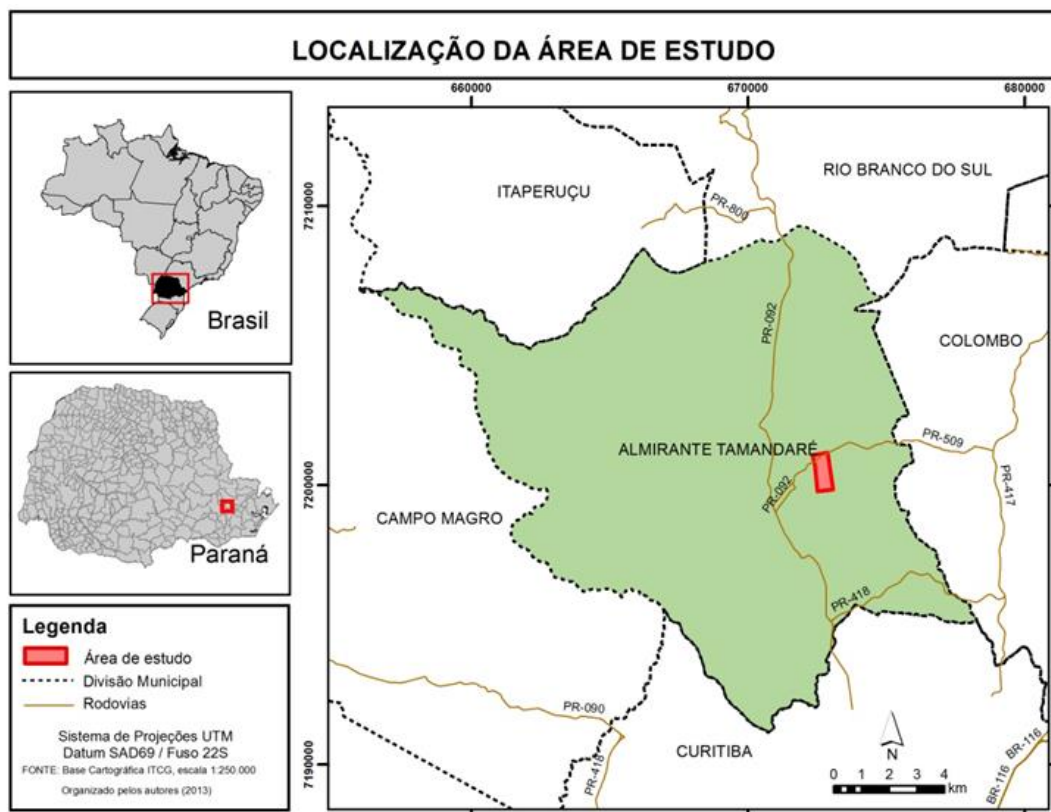 LOCALIZAÇÃO DA ÁREA DE ESTUDO
Brasil
Paraná
Legenda
Área de estudo
Divisão Municipal
Rodovias
Sistema de Projeções UTM
Datum SAD69 / Fuso 22S
FONTE: Base Cartográfica ITCG, escala 1:250.000
Organizado pelos autores (2013)
660000
670000
680000
7210000
7200000
7190000
ITAPERUÇU
RIO BRANCO DO SUL
PR-800
PR-092
COLOMBO
ALMIRANTE TAMANDARÉ
PR-509
PR-092
PR-417
CAMPO MAGRO
PR-418
PR-090
PR-418
CURITIBA
BR-116
BR-116
N
0 1 2 3 4
km